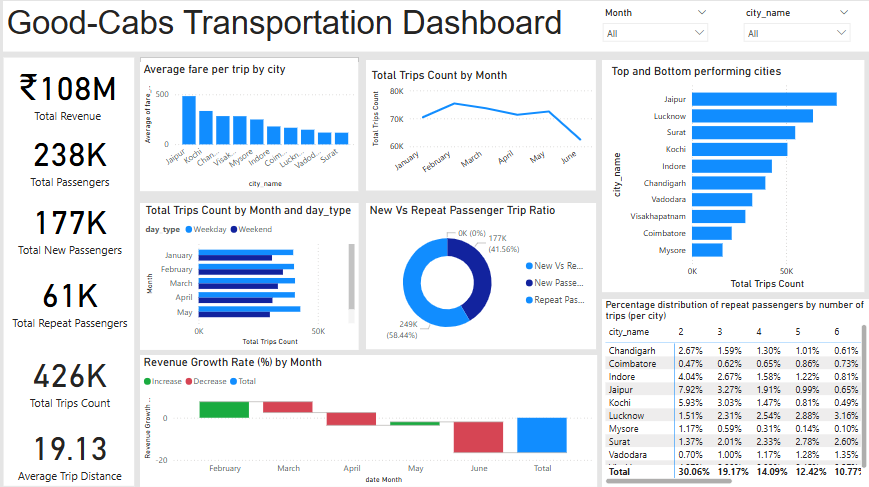 Good-Cabs Transportation Dashboard
Month
All
city_name
All
₹108M
Total Revenue
238K
Total Passengers
177K
Total New Passengers
61K
Total Repeat Passengers
426K
Total Trips Count
19.13
Average Trip Distance
Average fare per trip by city
Average of fare_...
500
0
Jaipur
Kochi
Chan...
Visak...
Mysore
Indore
Coim...
Luckn...
Vadod...
Surat
city_name
Total Trips Count by Month
Total Trips Count
80K
70K
60K
January
February
March
April
May
June
Top and Bottom performing cities
city_name
Jaipur
Lucknow
Surat
Kochi
Indore
Chandigarh
Vadodara
Visakhapatnam
Coimbatore
Mysore
0K 50K
Total Trips Count
Total Trips Count by Month and day_type
day_type Weekday Weekend
Month
January
February
March
April
May
0K 50K
Total Trips Count
New Vs Repeat Passenger Trip Ratio
0K (0%)
177K
(41.56%)
249K
(58.44%)
New Vs Re...
New Passe...
Repeat Pas...
Revenue Growth Rate (%) by Month
Increase Decrease Total
Revenue Growth ...
0
-20
February March April May June Total
date Month
Percentage distribution of repeat passengers by number of
trips (per city)
city_name 2 3 4 5 6
Chandigarh 2.67% 1.59% 1.30% 1.01% 0.61%
Coimbatore 0.47% 0.62% 0.65% 0.86% 0.73%
Indore 4.04% 2.67% 1.58% 1.22% 0.81%
Jaipur 7.92% 3.27% 1.91% 0.99% 0.65%
Kochi 5.93% 3.03% 1.47% 0.81% 0.49%
Lucknow 1.51% 2.31% 2.54% 2.88% 3.16%
Mysore 1.17% 0.59% 0.31% 0.14% 0.10%
Surat 1.37% 2.01% 2.33% 2.78% 2.60%
Vadodara 0.70% 1.00% 1.17% 1.28% 1.35%
Total 30.06% 19.17% 14.09% 12.42% 10.77%